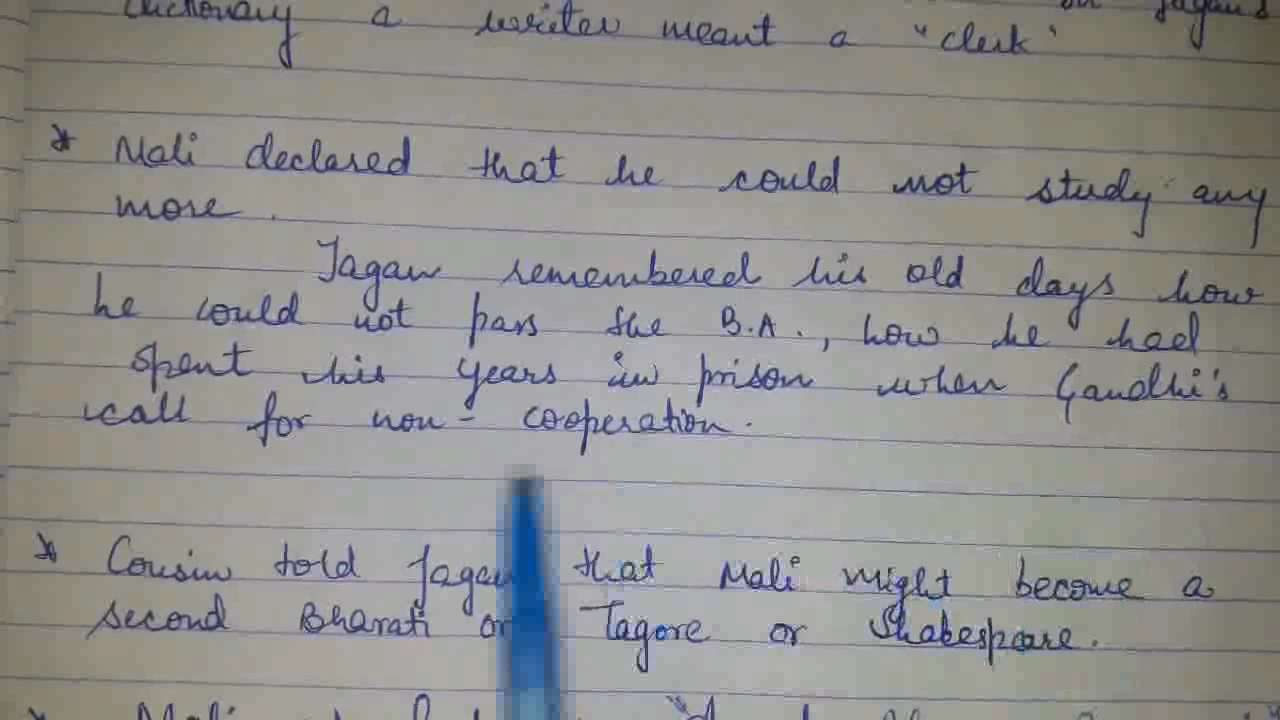 dictionary a writer meant a "clerk"
* Mali declared that he could not study any
more.
Jagan remembered his old days how
he could not pass the B.A., how he had
spent his years in prison when Gandhi's
call for non-cooperation.
* Cousin told Jagan that Mali might become a
second Bharati or Tagore or Shakespeare.
* Mali